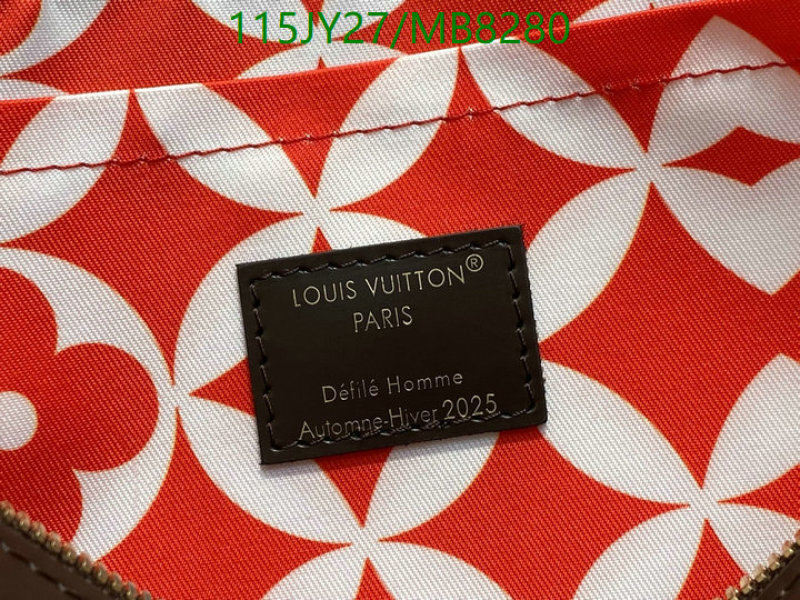 115JY27/MB8280
LOUIS VUITTON®
PARIS
Défilé Homme
Automne-Hiver 2025